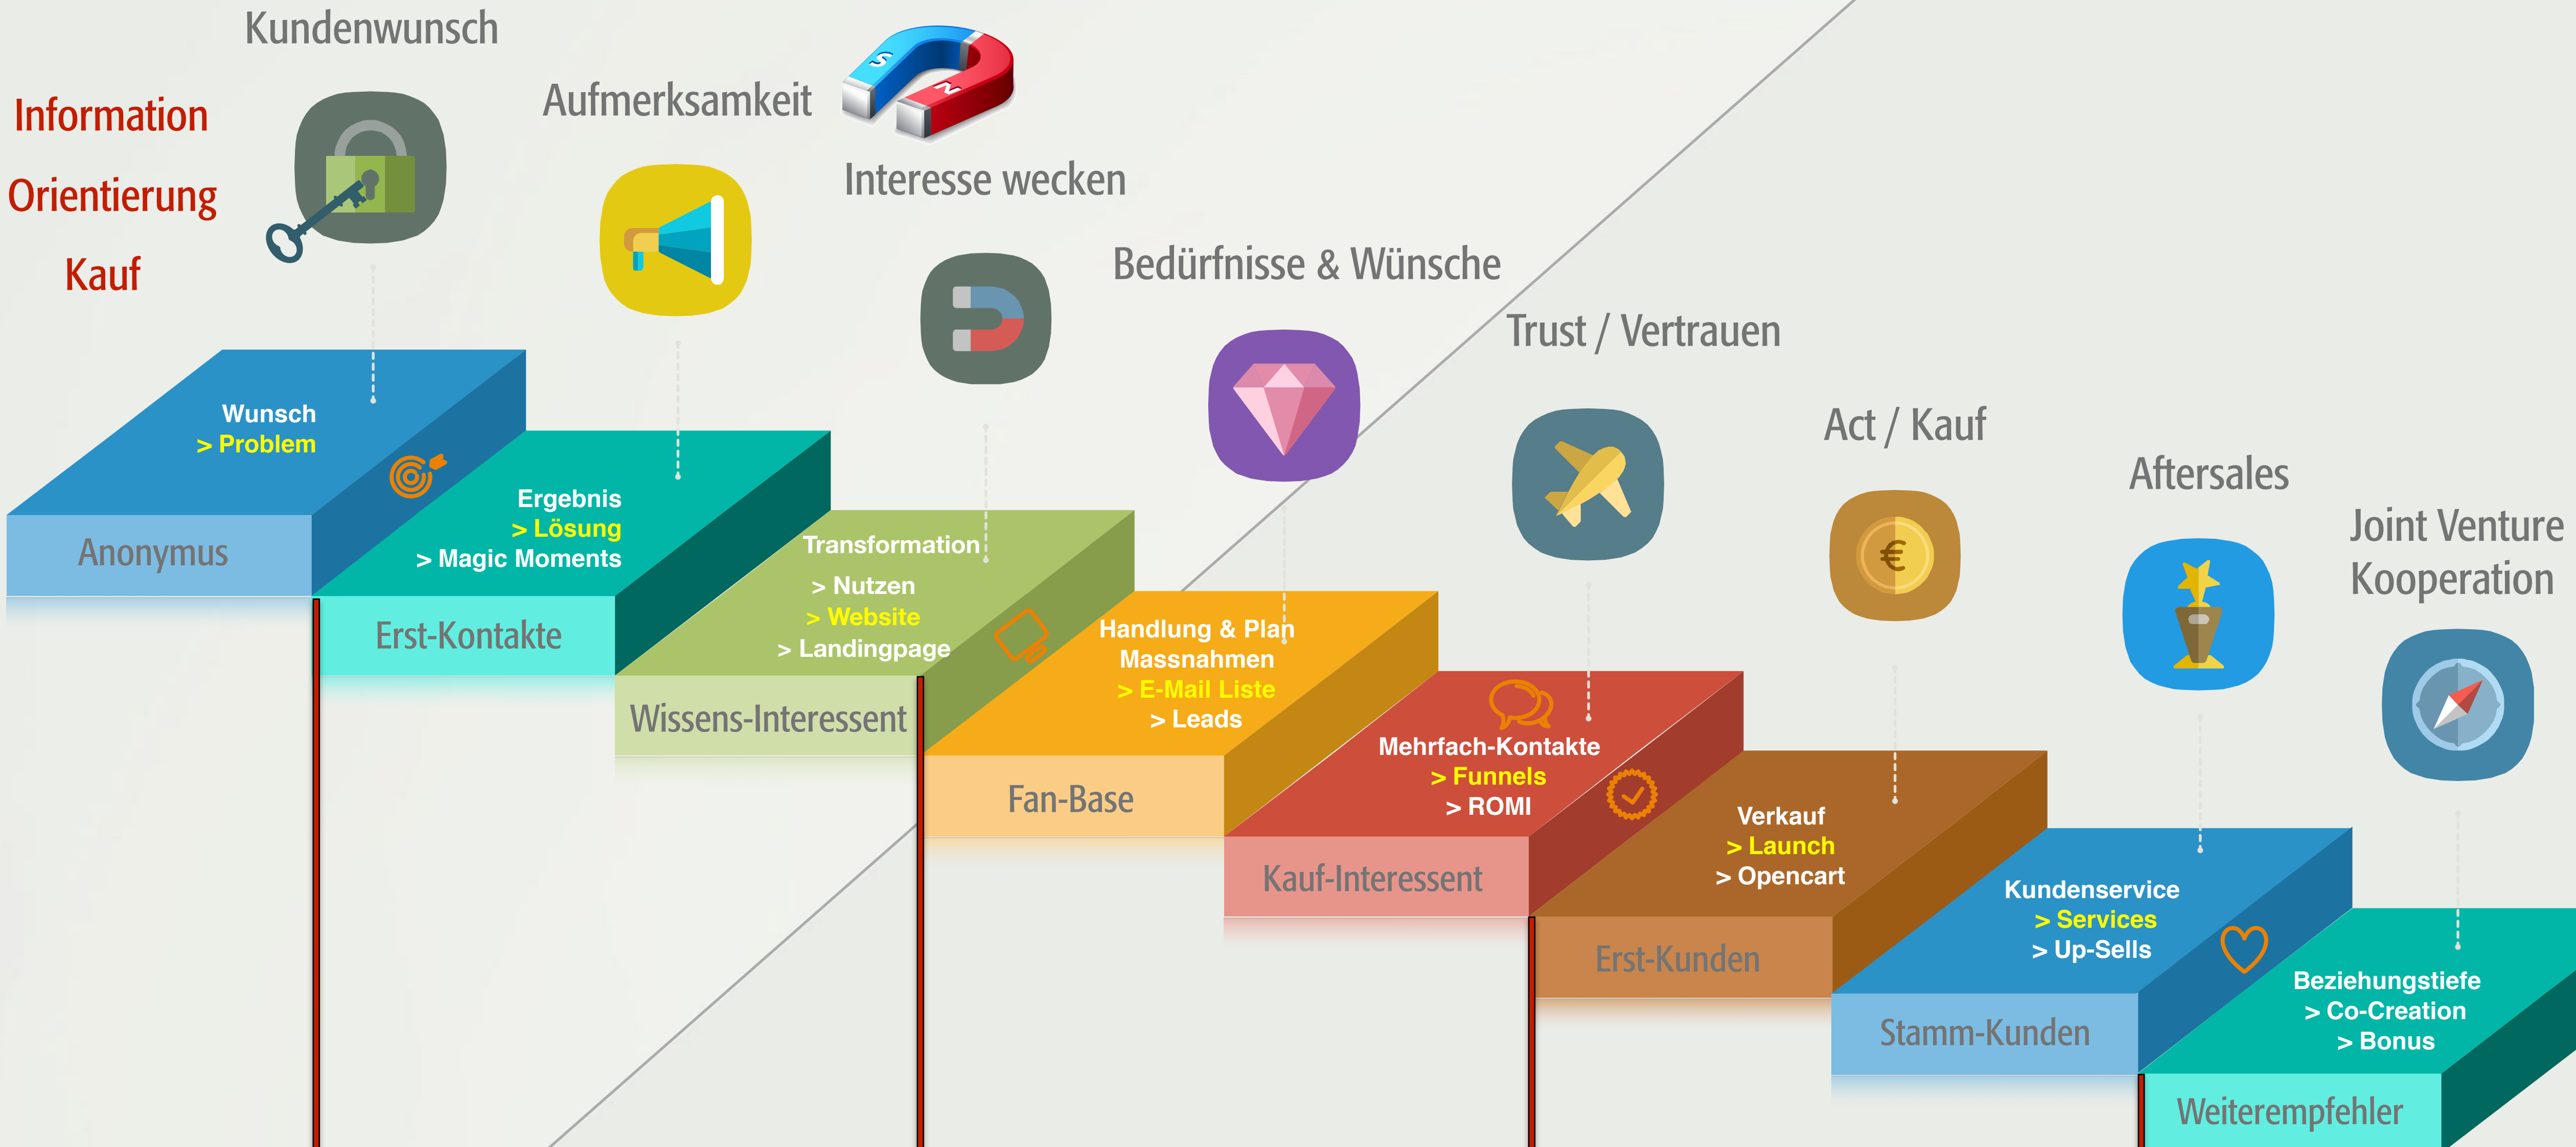 Kundenwunsch
Information
Orientierung
Kauf
Aufmerksamkeit
S
N
Interesse wecken
Bedürfnisse & Wünsche
Trust / Vertrauen
Act / Kauf
€
Aftersales
Joint Venture
Kooperation
Wunsch
> Problem
Anonymus
Ergebnis
> Lösung
> Magic Moments
Erst-Kontakte
Transformation
> Nutzen
> Website
> Landingpage
Wissens-Interessent
Handlung & Plan
Massnahmen
> E-Mail Liste
> Leads
Fan-Base
Mehrfach-Kontakte
> Funnels
> ROMI
Kauf-Interessent
Verkauf
> Launch
> Opencart
Erst-Kunden
Kundenservice
> Services
> Up-Sells
Stamm-Kunden
Beziehungstiefe
> Co-Creation
> Bonus
Weiterempfehler